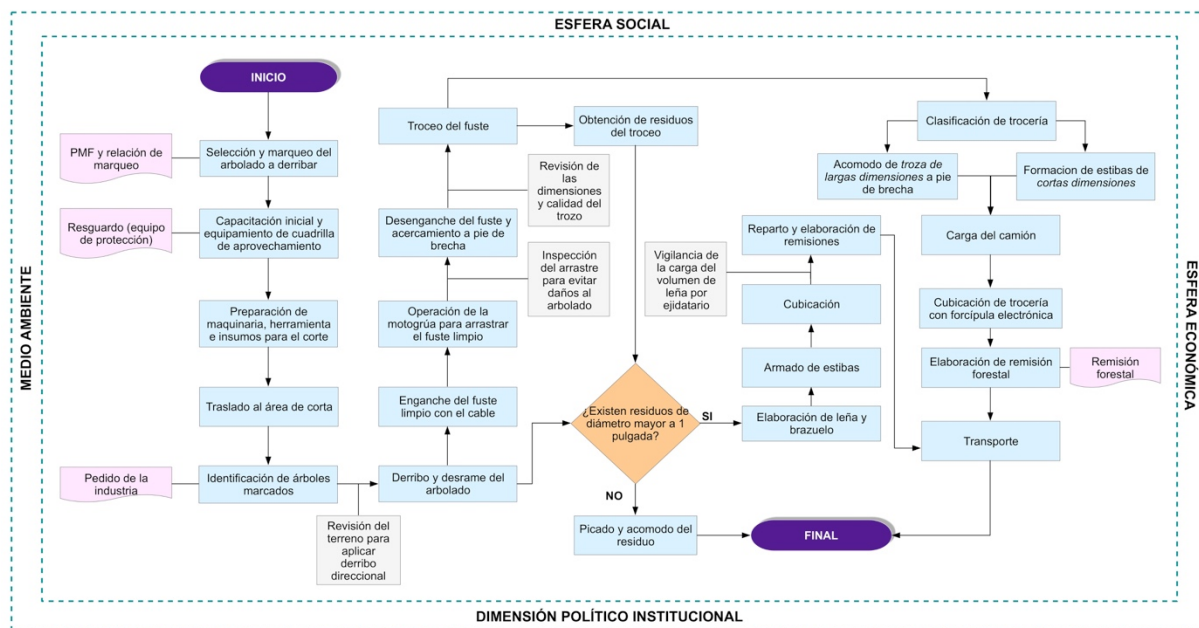 ESFERA SOCIAL
MEDIO AMBIENTE
INICIO
PMF y relación de
marqueo
Selección y marqueo del
arbolado a derribar
Resguardo (equipo
de protección)
Capacitación inicial y
equipamiento de cuadrilla
de aprovechamiento
Preparación de
maquinaria, herramienta
e insumos para el corte
Traslado al área de corta
Pedido de la
industria
Identificación de árboles
marcados
Revisión del
terreno para
aplicar
derribo
direccional
Derribo y desrame del
arbolado
Enganche del fuste
limpio con el cable
Operación de la
motogrúa para arrastrar
el fuste limpio
Inspección
del arrastre
para evitar
daños al
arbolado
Desenganche del fuste y
acercamiento a pie de
brecha
Revisión de
las
dimensiones
y calidad del
trozo
Troceo del fuste
Obtención de residuos
del troceo
¿Existen residuos de
diámetro mayor a 1
pulgada?
SI
NO
Picado y acomodo del
residuo
Elaboración de leña y
brazuelo
Armado de estibas
Cubicación
Vigilancia de
la carga del
volumen de
leña por
ejidatario
Reparto y elaboración de
remisiones
Clasificación de trocería
Acomodo de troza de
largas dimensiones a pie
de brecha
Formacion de estibas de
cortas dimensiones
Carga del camión
Cubicación de trocería
con forcípula electrónica
Elaboración de remisión
forestal
Remisión
forestal
Transporte
FINAL
ESFERA ECONÓMICA
DIMENSIÓN POLÍTICO INSTITUCIONAL